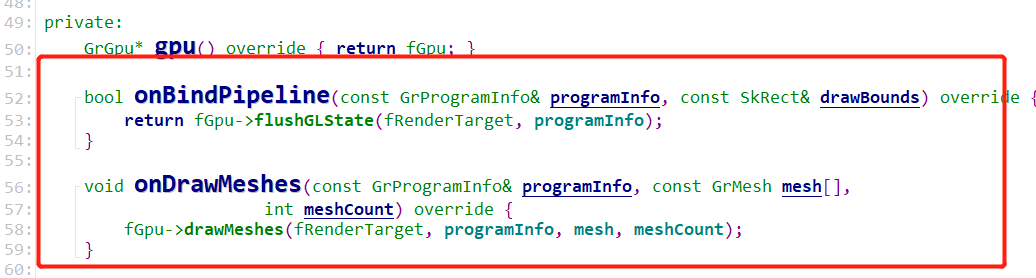 48:
49: private:
50: GrGpu* gpu() override { return fGpu; }
51:
52: bool onBindPipeline(const GrProgramInfo& programInfo, const SkRect& drawBounds) override {
53: return fGpu->flushGLState(fRenderTarget, programInfo);
54: }
55:
56: void onDrawMeshes(const GrProgramInfo& programInfo, const GrMesh mesh[],
57: int meshCount) override {
58: fGpu->drawMeshes(fRenderTarget, programInfo, mesh, meshCount);
59: }
60: